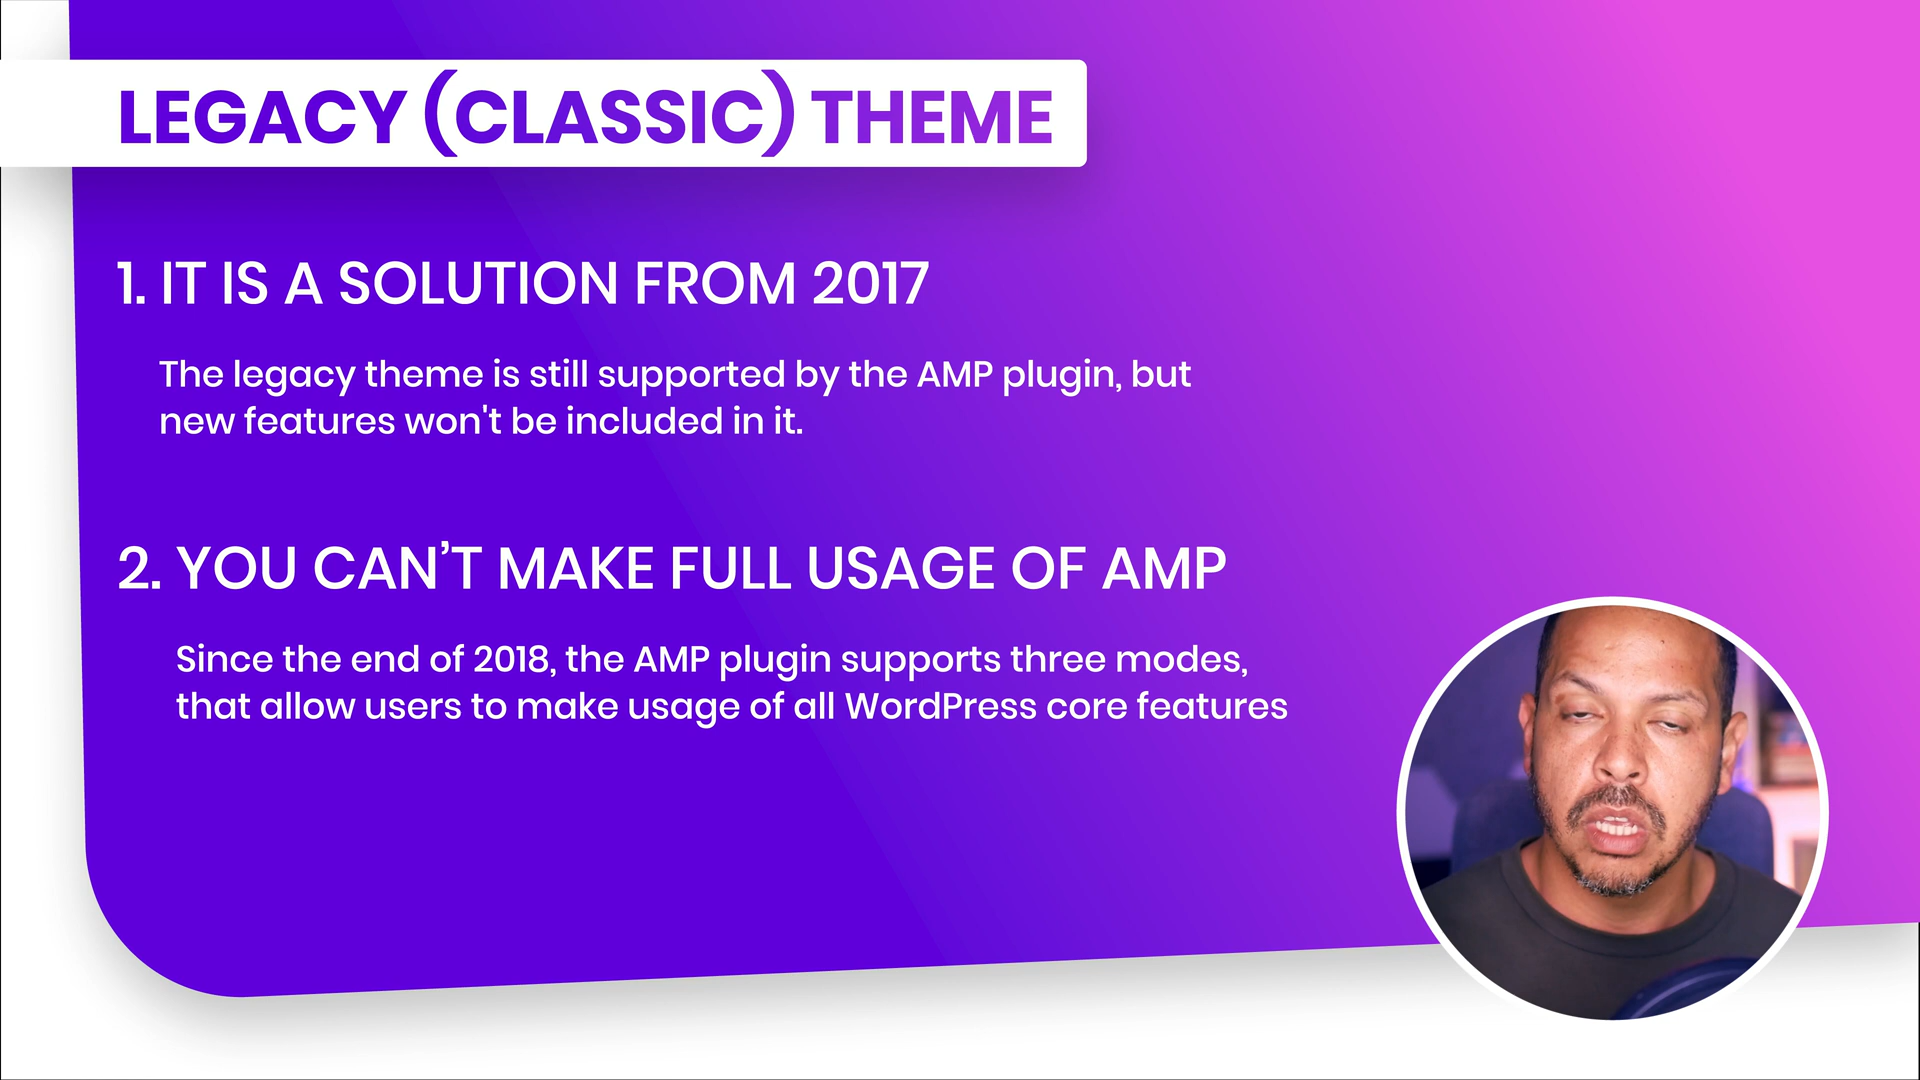 LEGACY (CLASSIC) THEME
1. IT IS A SOLUTION FROM 2017
The legacy theme is still supported by the AMP plugin, but
new features won't be included in it.
2. YOU CAN’T MAKE FULL USAGE OF AMP
Since the end of 2018, the AMP plugin supports three modes,
that allow users to make usage of all WordPress core features